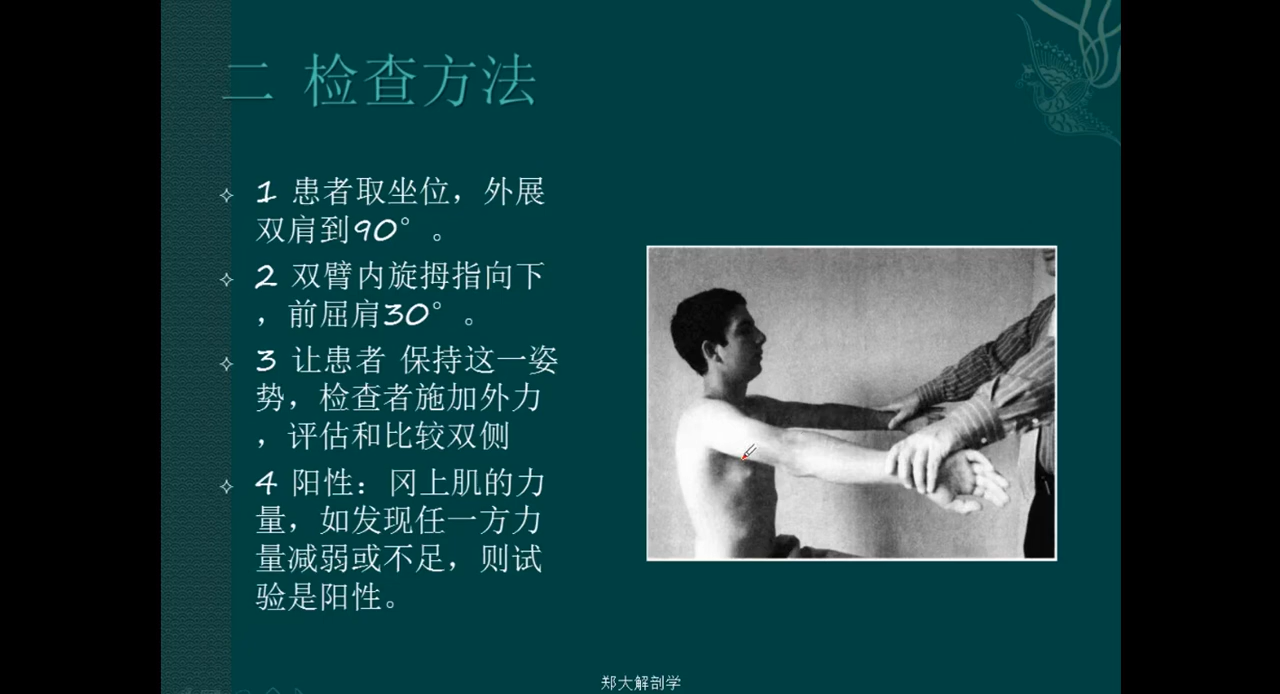 二 检查方法
1 患者取坐位，外展
双肩到90°。
2 双臂内旋拇指向下
，前屈肩30°。
3 让患者 保持这一姿
势，检查者施加外力
，评估和比较双侧
4 阳性：冈上肌的力
量，如发现任一方力
量减弱或不足，则试
验是阳性。
郑大解剖学